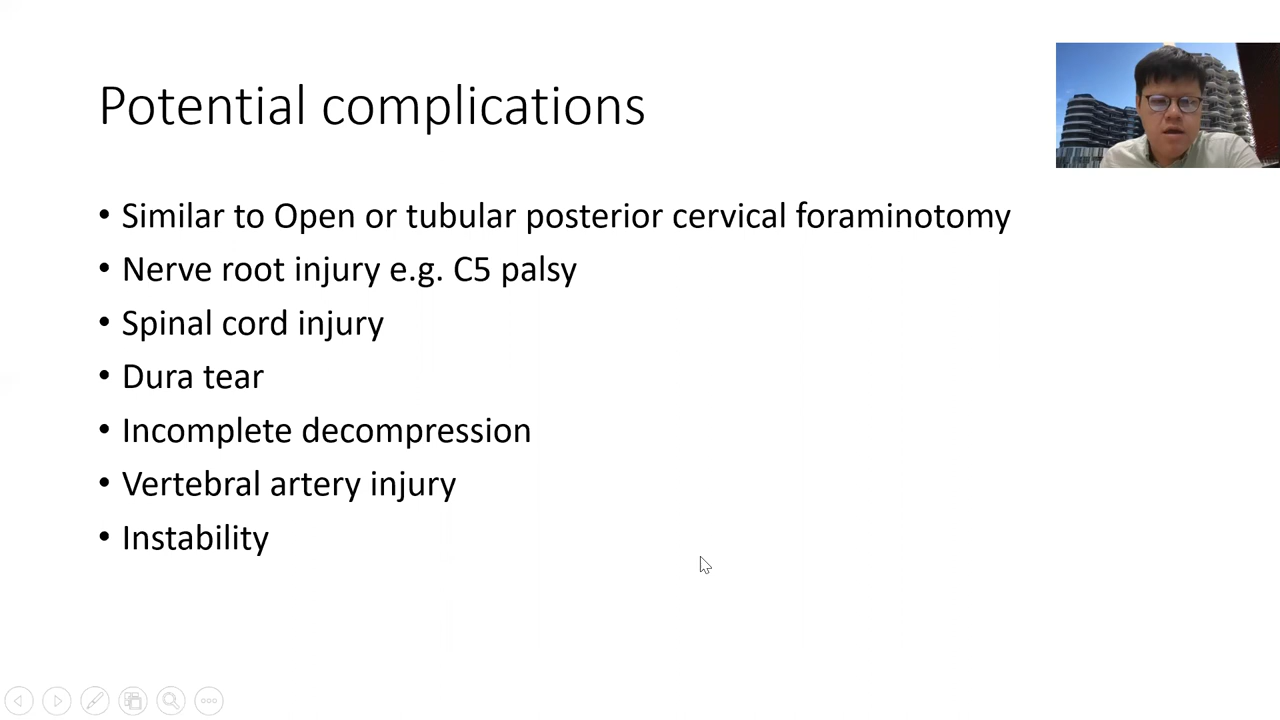 Potential complications
• Similar to Open or tubular posterior cervical foraminotomy
• Nerve root injury e.g. C5 palsy
• Spinal cord injury
• Dura tear
• Incomplete decompression
• Vertebral artery injury
• Instability